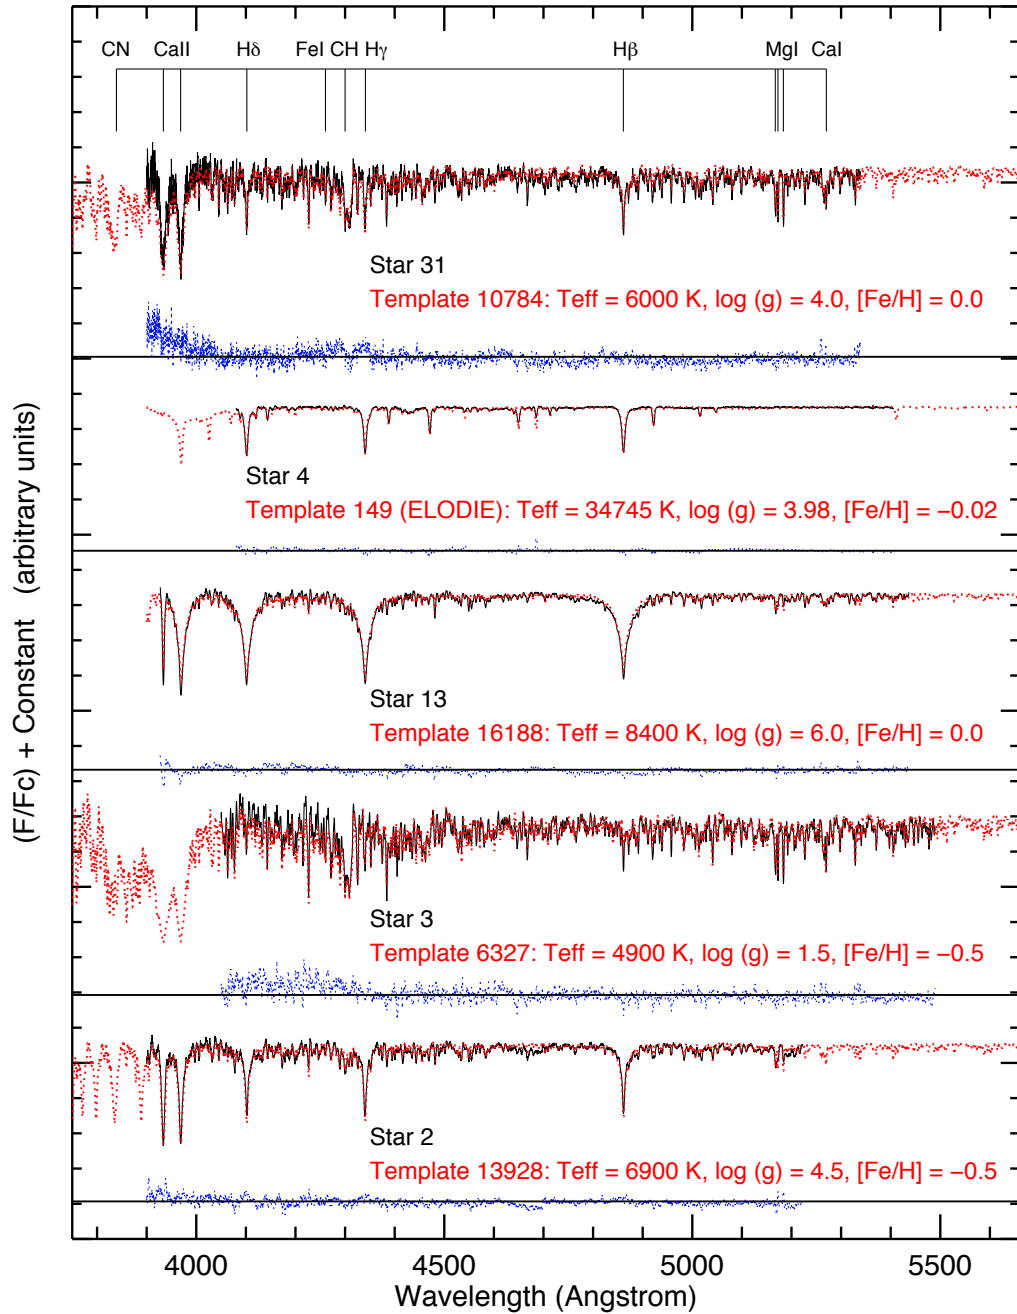 CN CaII Hδ FeI CH Hγ Hβ MgI CaI
Star 31
Template 10784: Teff = 6000 K, log (g) = 4.0, [Fe/H] = 0.0
Star 4
Template 149 (ELODIE): Teff = 34745 K, log (g) = 3.98, [Fe/H] = −0.02
Star 13
Template 16188: Teff = 8400 K, log (g) = 6.0, [Fe/H] = 0.0
Star 3
Template 6327: Teff = 4900 K, log (g) = 1.5, [Fe/H] = −0.5
Star 2
Template 13928: Teff = 6900 K, log (g) = 4.5, [Fe/H] = −0.5
(F/Fc) + Constant (arbitrary units)
4000 4500 5000 5500
Wavelength (Angstrom)